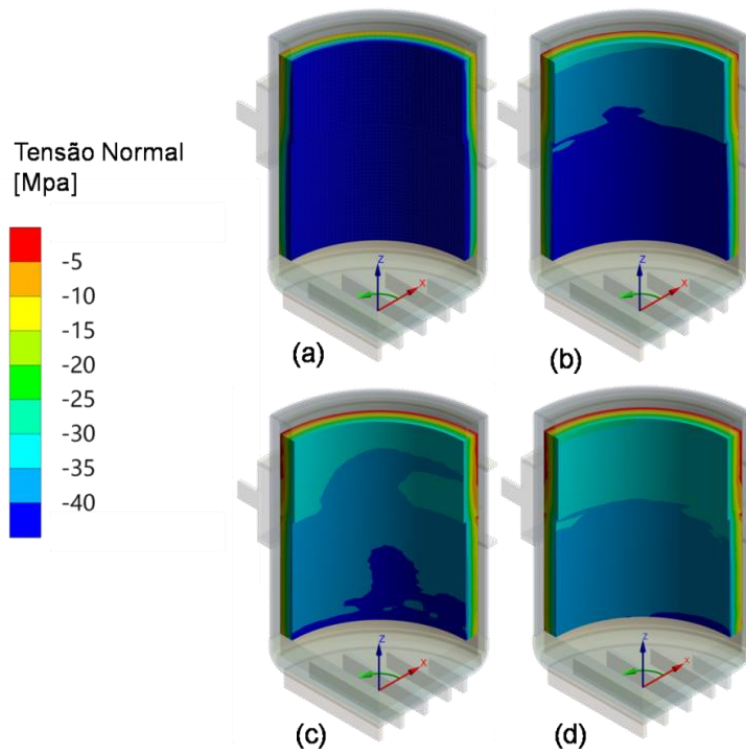 Tensão Normal
[Mpa]
-5
-10
-15
-20
-25
-30
-35
-40
Z
X
(a)
Z
X
(b)
Z
X
(c)
Z
X
(d)